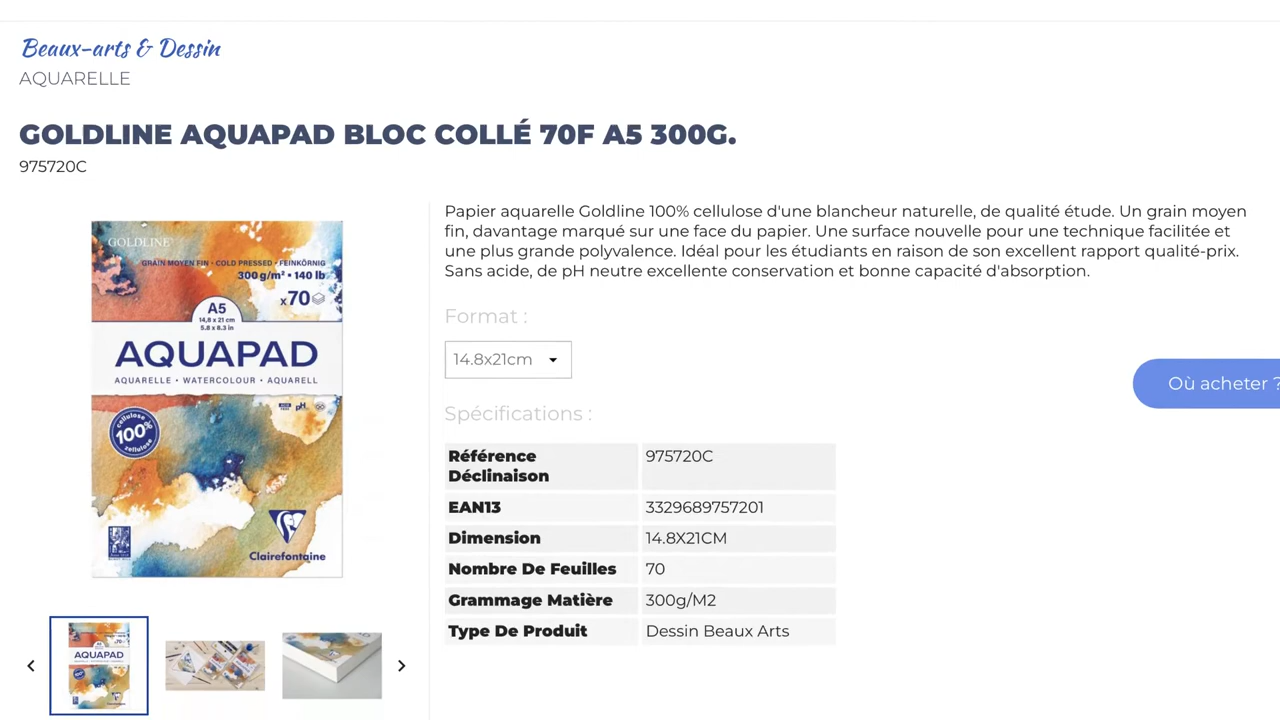 Beaux-arts & Dessin
AQUARELLE
GOLDLINE AQUAPAD BLOC COLLÉ 70F A5 300G.
975720C
GOLDLINE
GRAIN MOYEN FIN • COLD PRESSED • FEINKÖRNIG
300 g/m² • 140 lb
x70
A5
14,8 x 21 cm
5.8 x 8.3 in
AQUAPAD
AQUARELLE • WATERCOLOUR • AQUARELL
pH
cellulose
100%
cellulose
Clairefontaine
Papier aquarelle Goldline 100% cellulose d'une blancheur naturelle, de qualité étude. Un grain moyen
fin, davantage marqué sur une face du papier. Une surface nouvelle pour une technique facilitée et
une plus grande polyvalence. Idéal pour les étudiants en raison de son excellent rapport qualité-prix.
Sans acide, de pH neutre excellente conservation et bonne capacité d'absorption.
Format :
14.8x21cm
Où acheter ?
Spécifications :
Référence
Déclinaison
975720C
EAN13 3329689757201
Dimension 14.8X21CM
Nombre De Feuilles 70
Grammage Matière 300g/M2
Type De Produit Dessin Beaux Arts
AQUAPAD